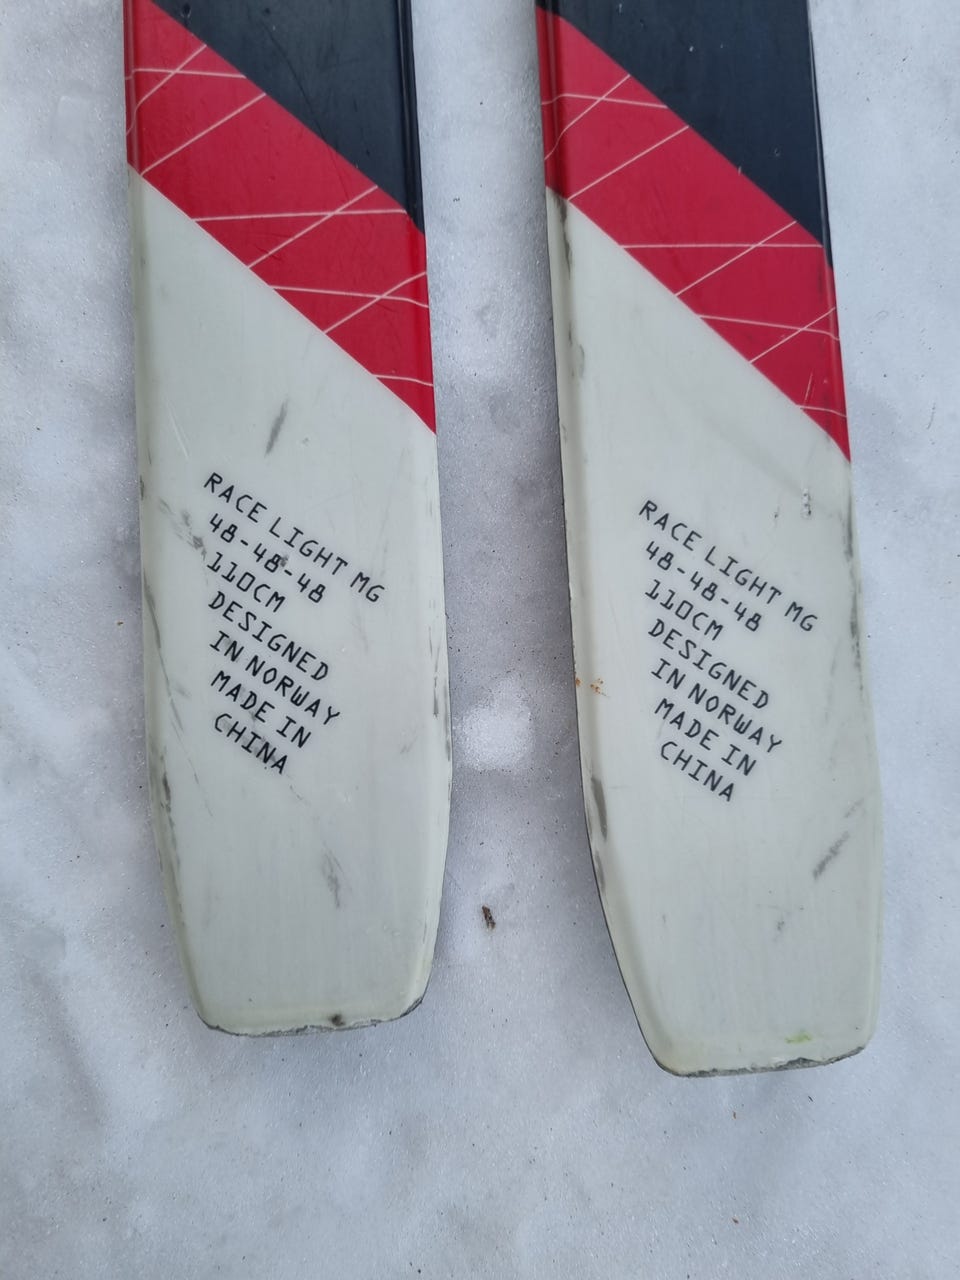 RACE LIGHT MG
48-48-48
110CM
DESIGNED
IN NORWAY
MADE IN
CHINA
RACE LIGHT MG
48-48-48
110CM
DESIGNED
IN NORWAY
MADE IN
CHINA